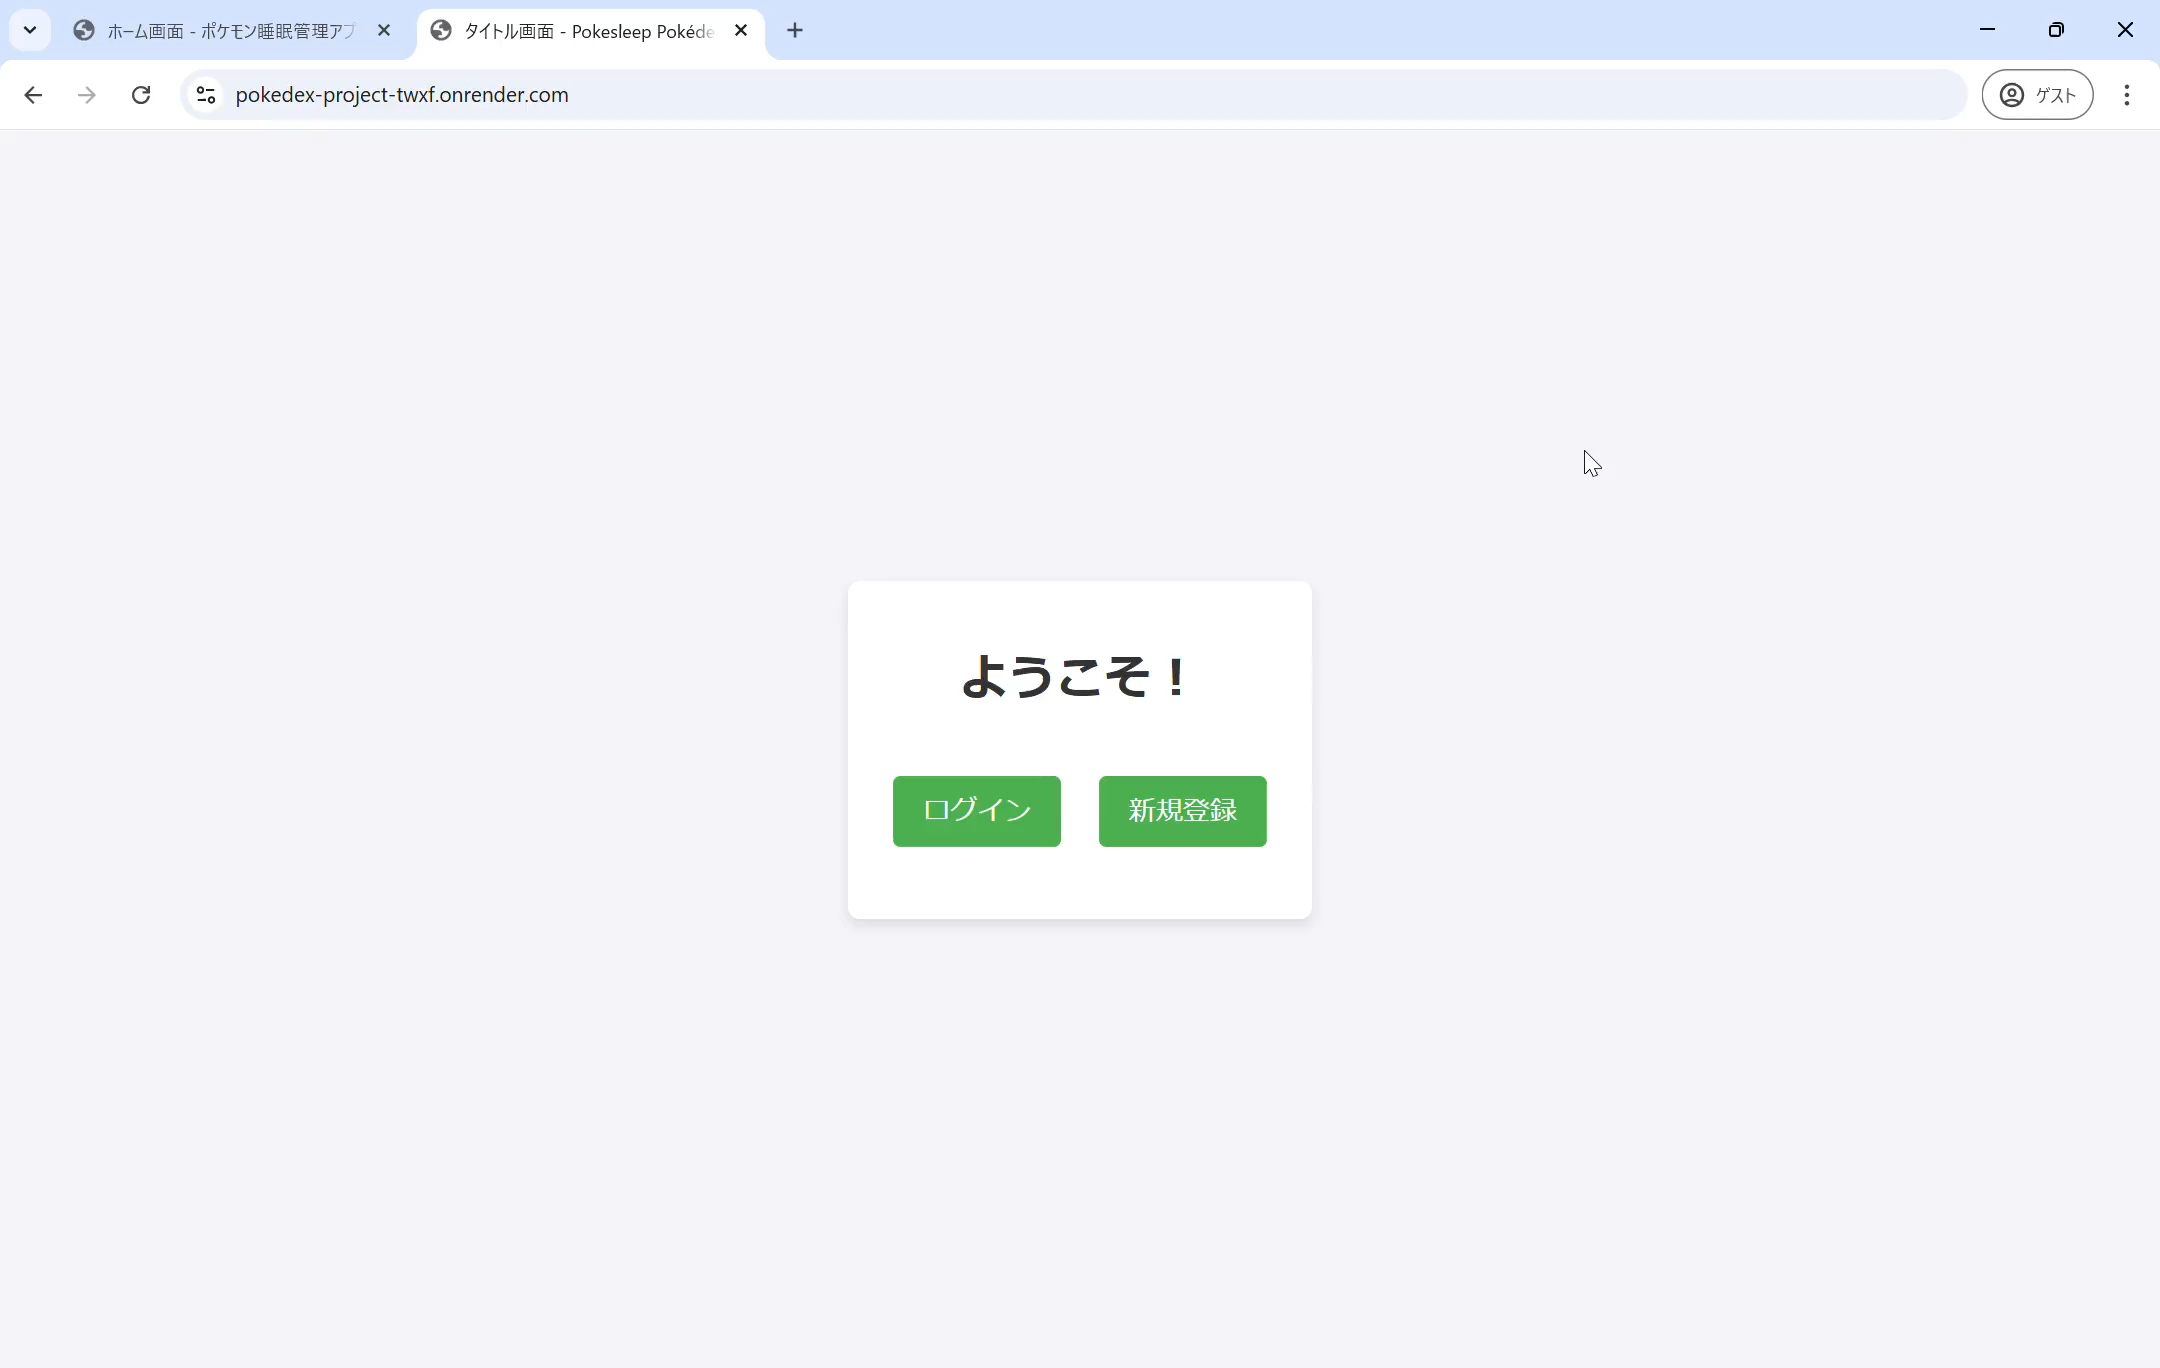 ホーム画面 - ポケモン睡眠管理アプ
タイトル画面 - Pokesleep Pokéde
pokedex-project-twxf.onrender.com
ゲスト
ようこそ！
ログイン
新規登録